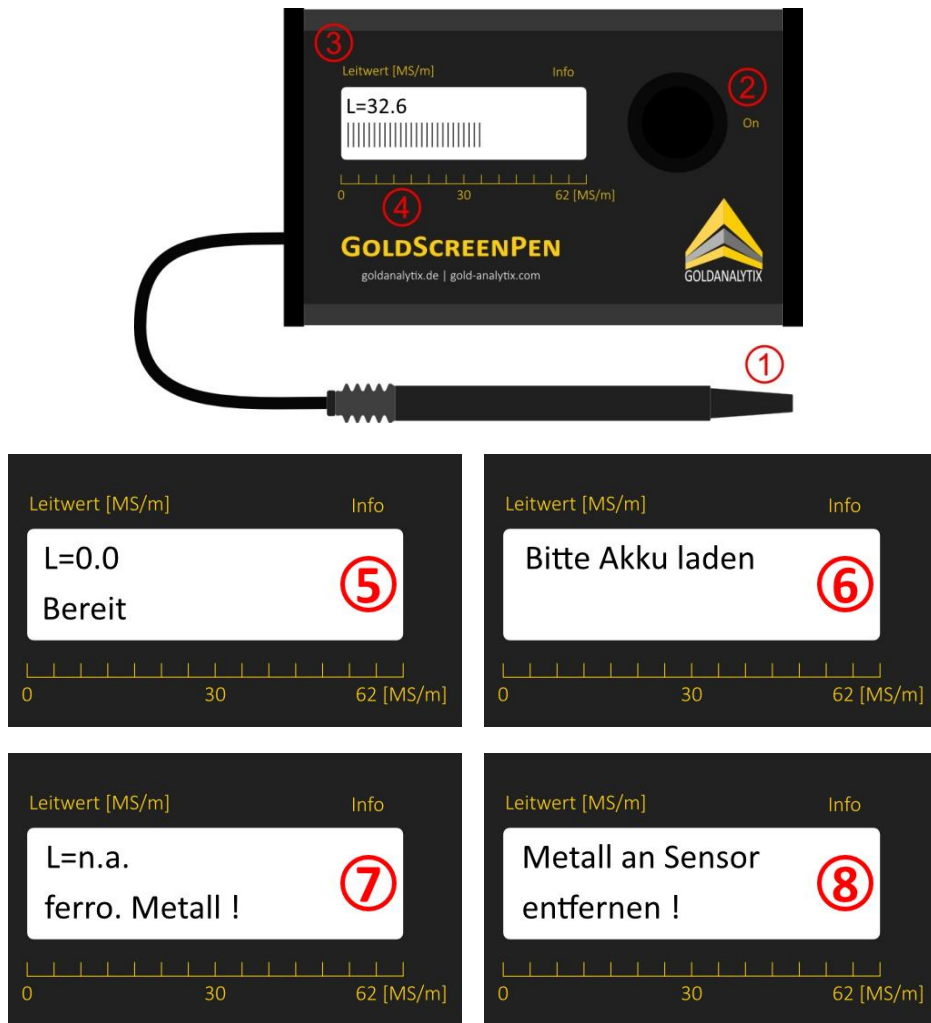 ③
Leitwert [MS/m] Info
②
L=32.6
On
0 30 62 [MS/m]
④
GOLDSCREENPEN
goldanalytix.de | gold-analytix.com
GOLDANALYTIX
①
Leitwert [MS/m] Info
L=0.0
Bereit
⑤
0 30 62 [MS/m]
Leitwert [MS/m] Info
Bitte Akku laden
⑥
0 30 62 [MS/m]
Leitwert [MS/m] Info
L=n.a.
ferro. Metall !
⑦
0 30 62 [MS/m]
Leitwert [MS/m] Info
Metall an Sensor
entfernen !
⑧
0 30 62 [MS/m]